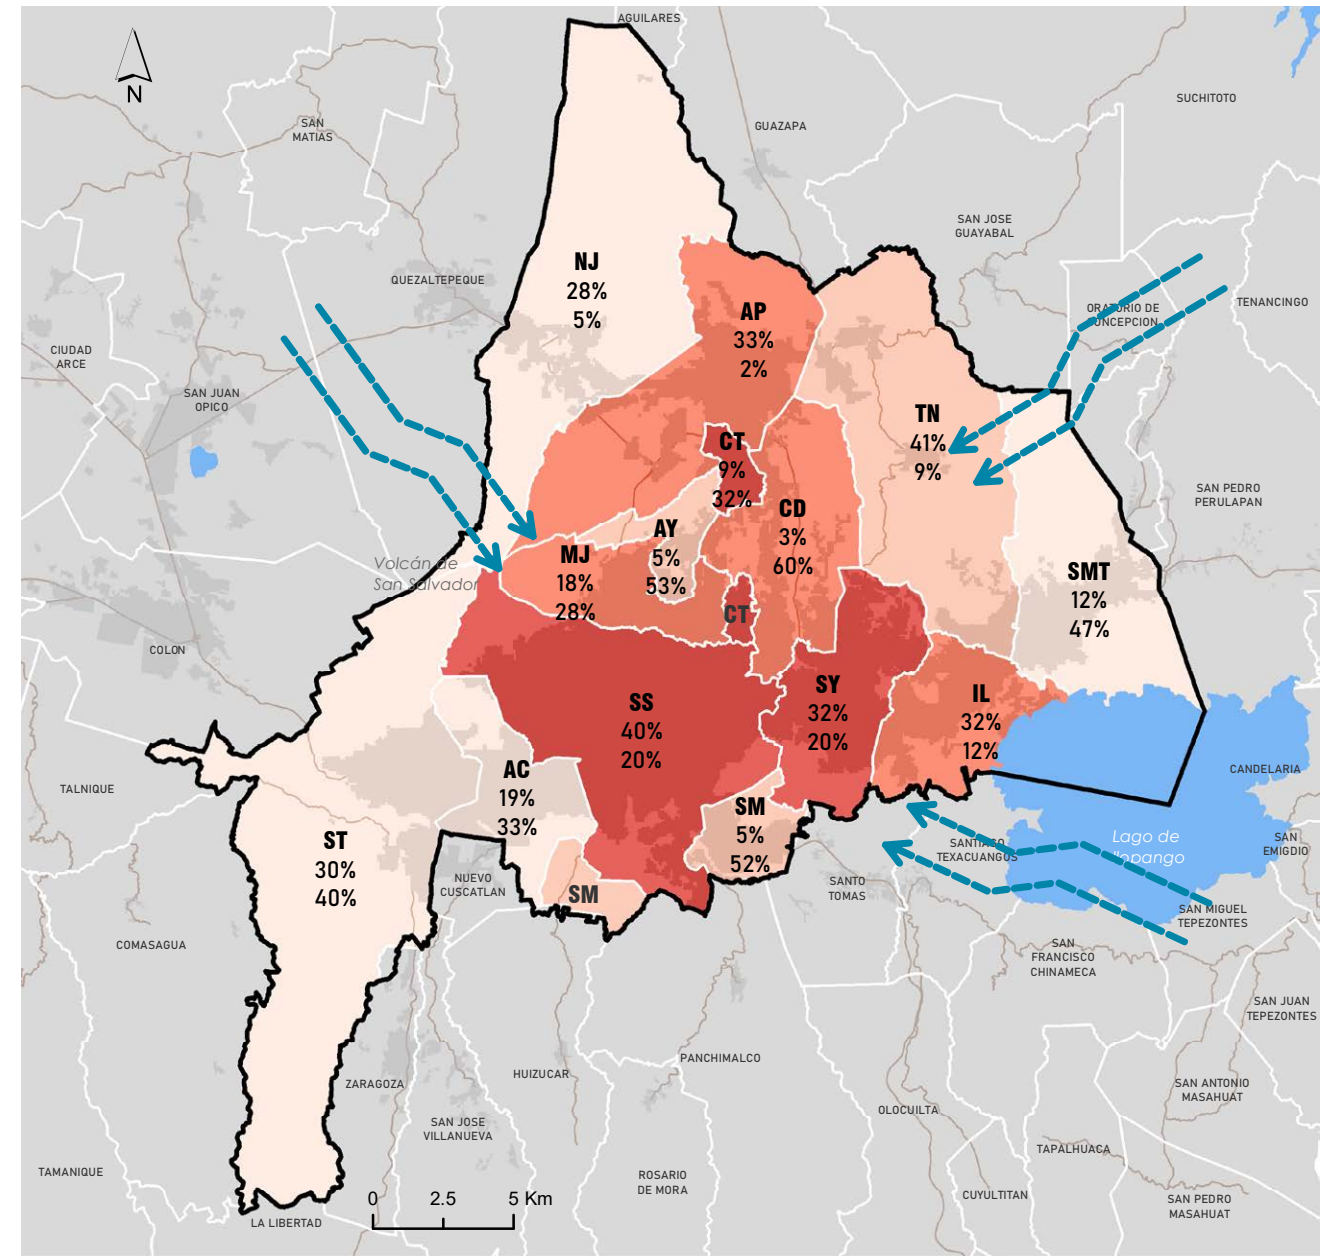 AGUILARES
N
SUCHITOTO
SAN
MATIAS
GUAZAPA
SAN JOSE
GUAYABAL
NJ
28%
5%
QUEZALTEPEQUE
AP
33%
2%
TENANCINGO
ORATORIO DE
CONCEPCION
CIUDAD
ARCE
SAN JUAN
OPICO
TN
41%
9%
CT
9%
32%
SAN PEDRO
PERULAPAN
CD
3%
60%
AY
5%
53%
MJ
18%
28%
Volcán de
San Salvador
SMT
12%
47%
CT
COLON
SS
40%
20%
SY
32%
20%
IL
32%
12%
AC
19%
33%
CANDELARIA
TALNIQUE
SM
5%
52%
ST
30%
40%
SANTIAGO
TEXACUANGOS
Lago de
Ilopango
SAN
EMIGDIO
NUEVO
CUSCATLAN
SM
SANTO
TOMAS
SAN MIGUEL
TEPEZONTES
COMASAGUA
SAN
FRANCISCO
CHINAMECA
SAN JUAN
TEPEZONTES
PANCHIMALCO
HUIZUCAR
ZARAGOZA
SAN ANTONIO
MASAHUAT
OLOCUILTA
SAN JOSE
VILLANUEVA
TAPALHUACA
TAMANIQUE
ROSARIO
DE MORA
CUYULTITAN
SAN PEDRO
MASAHUAT
0 2.5 5 Km
LA LIBERTAD